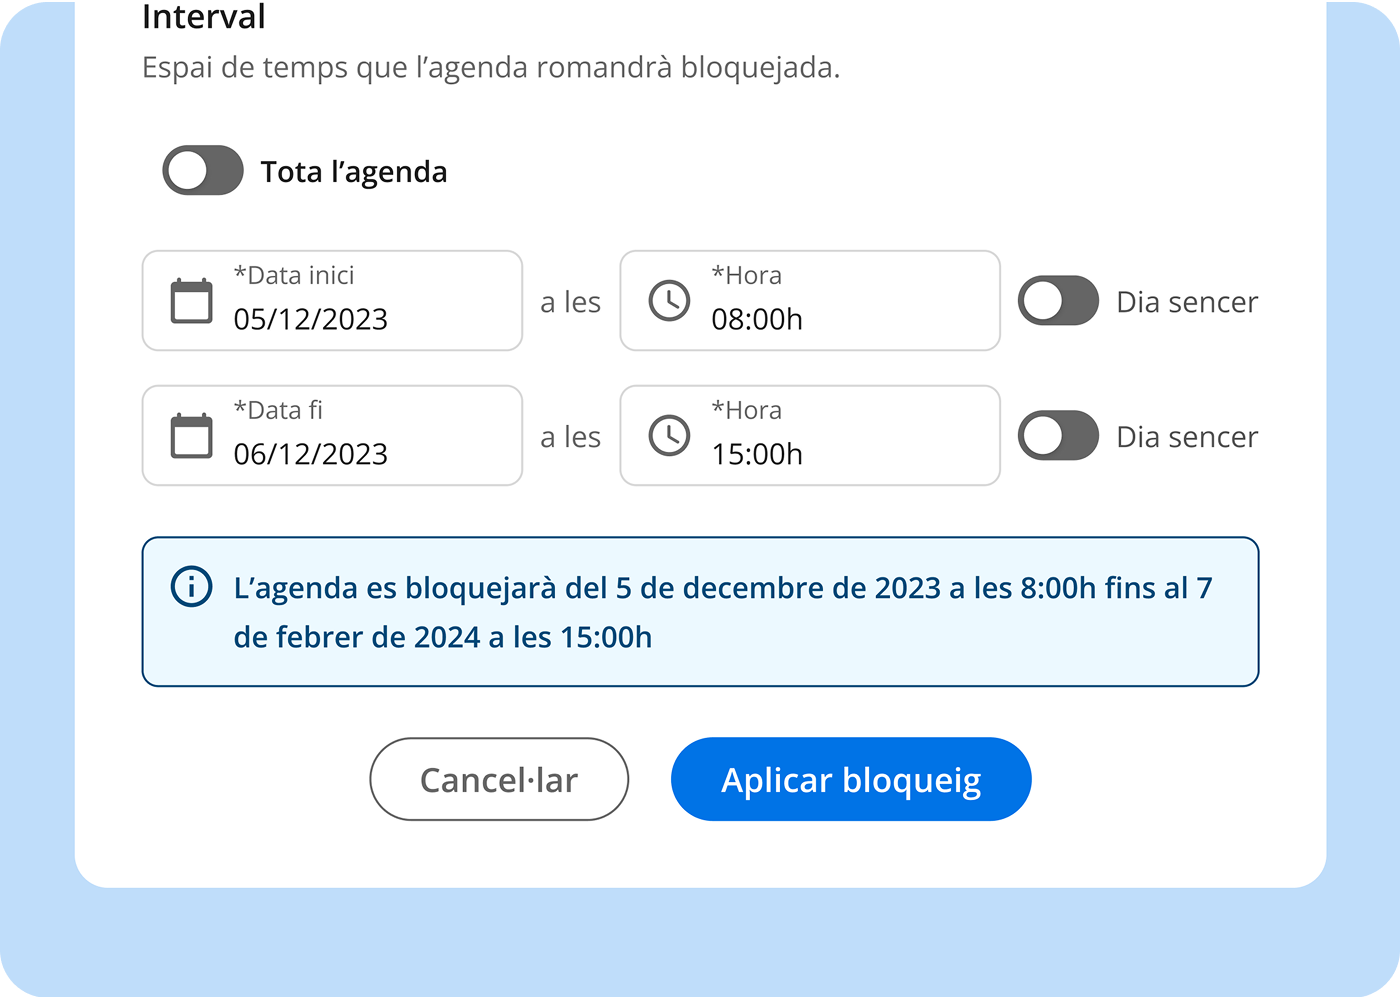 Interval
Espai de temps que l’agenda romandrà bloquejada.
Tota l’agenda
*Data inici
05/12/2023
a les
*Hora
08:00h
Dia sencer
*Data fi
06/12/2023
a les
*Hora
15:00h
Dia sencer
L’agenda es bloquejarà del 5 de decembre de 2023 a les 8:00h fins al 7
de febrer de 2024 a les 15:00h
Cancel·lar
Aplicar bloqueig